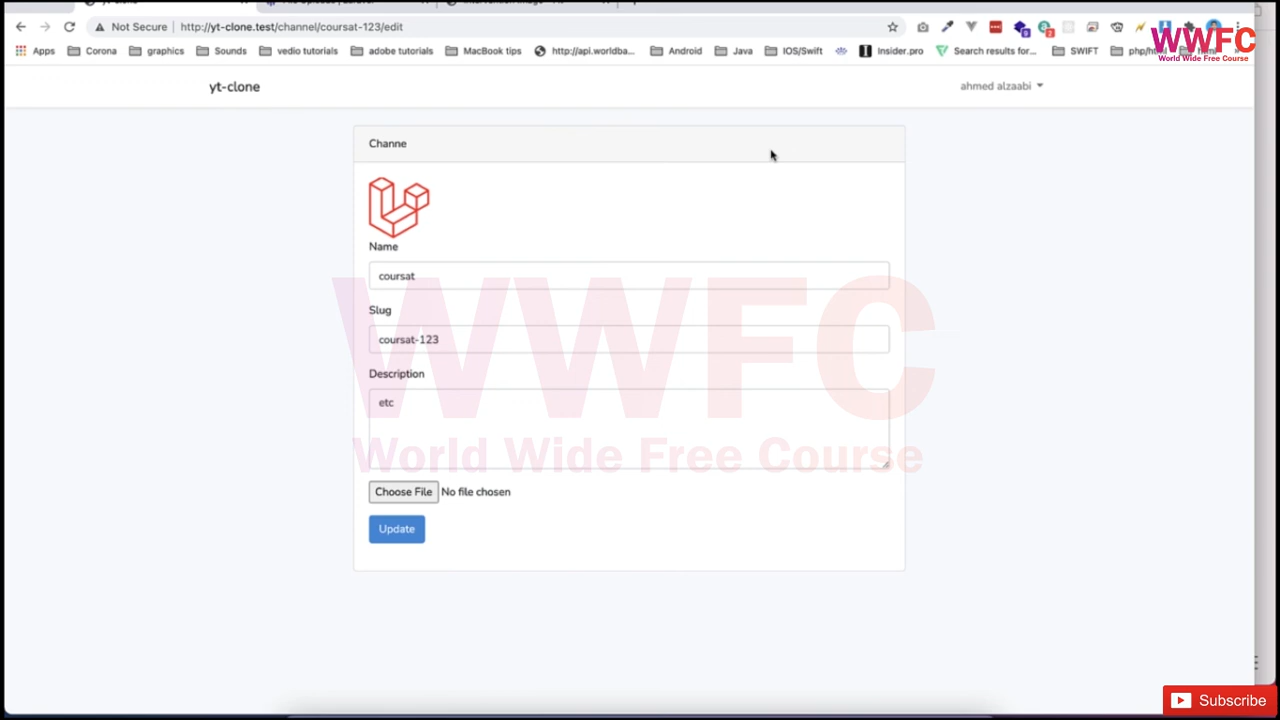 Not Secure
http://yt-clone.test/channel/coursat-123/edit
Apps
Corona
graphics
Sounds
vedio tutorials
adobe tutorials
MacBook tips
http://api.worldba...
Android
Java
IOS/Swift
Insider.pro
Search results for...
SWIFT
WWFC
World Wide Free Course
yt-clone
ahmed alzaabi
Channe
Name
coursat
Slug
coursat-123
Description
etc
WWFC
World Wide Free Course
Choose File No file chosen
Update
Subscribe